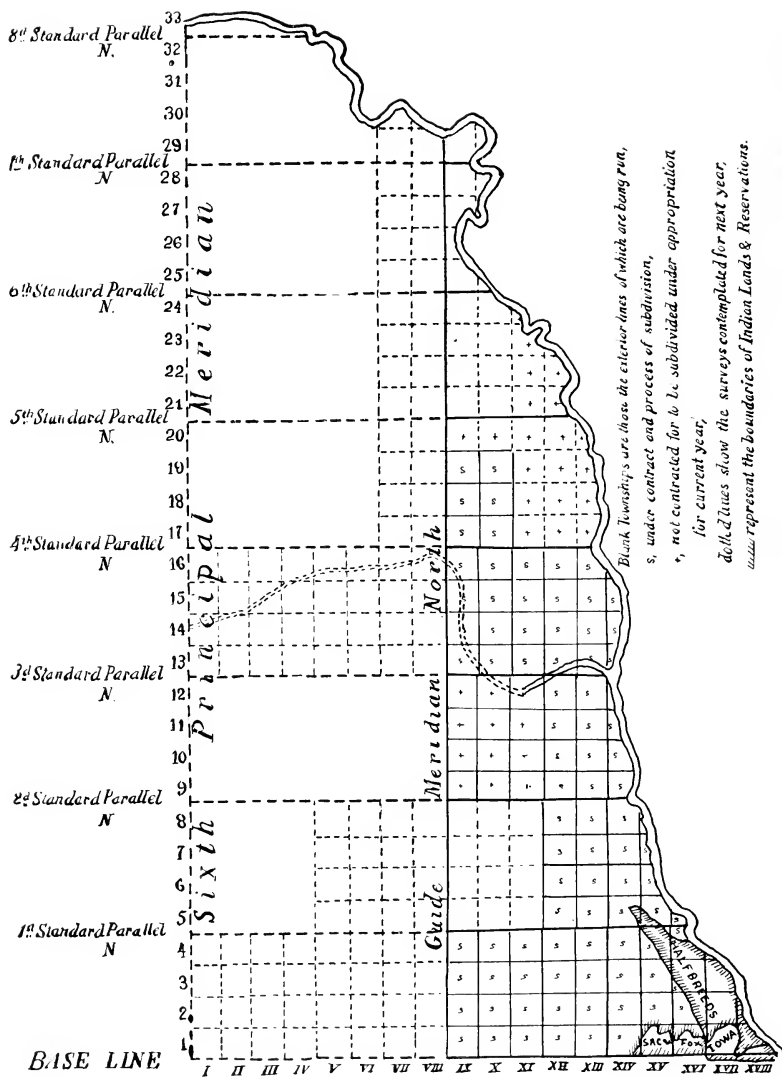 33
8th Standard Parallel
N.
32
31
30
29
1th Standard Parallel
N
28
27
26
25
6th Standard Parallel
N.
24
23
22
21
5th Standard Parallel
N.
20
19
18
17
4th Standard Parallel
N
16
15
14
13
3d Standard Parallel
N.
12
11
10
9
2d Standard Parallel
N
8
7
6
5
1st Standard Parallel
N
4
3
2
1
BASE LINE
I II III IV V VI VII VIII IX X XI XII XIII XIV XV XVI XVII XVIII
Sixth Principal Meridian
Guide Meridian North
Blank Townships are those the exterior lines of which are being run,
s, under contract and process of subdivision,
+, not contracted for to be subdivided under appropriation
for current year,
dotted lines show the surveys contemplated for next year,
represent the boundaries of Indian Lands & Reservations.
+
+ +
+ + + + +
s s + + +
s s + + +
s s + + +
s s s s s
s s s s s
s s s s s
s s s s s s
+ + + s s
+ + + s s
+ + + s s s
+ + + s s s
s s s s
s s s s
s s s s
s s s s s
s s s s s s s
s s s s s s s
s s s s s s
s s s s s
HALFBREEDS
SAC & FOX
IOWA